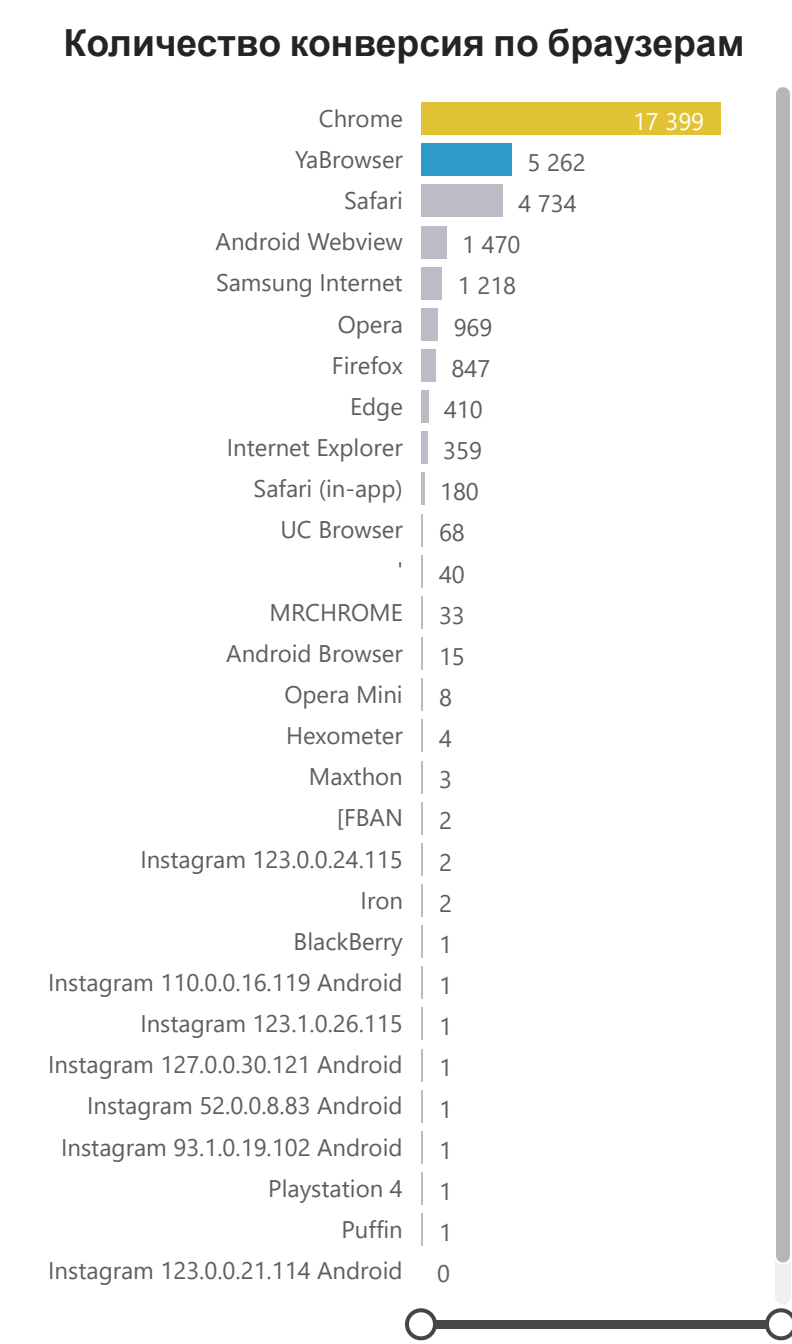 Количество конверсия по браузерам
Chrome 17 399
YaBrowser 5 262
Safari 4 734
Android Webview 1 470
Samsung Internet 1 218
Opera 969
Firefox 847
Edge 410
Internet Explorer 359
Safari (in-app) 180
UC Browser 68
' 40
MRCHROME 33
Android Browser 15
Opera Mini 8
Hexometer 4
Maxthon 3
[FBAN 2
Instagram 123.0.0.24.115 2
Iron 2
BlackBerry 1
Instagram 110.0.0.16.119 Android 1
Instagram 123.1.0.26.115 1
Instagram 127.0.0.30.121 Android 1
Instagram 52.0.0.8.83 Android 1
Instagram 93.1.0.19.102 Android 1
Playstation 4 1
Puffin 1
Instagram 123.0.0.21.114 Android 0